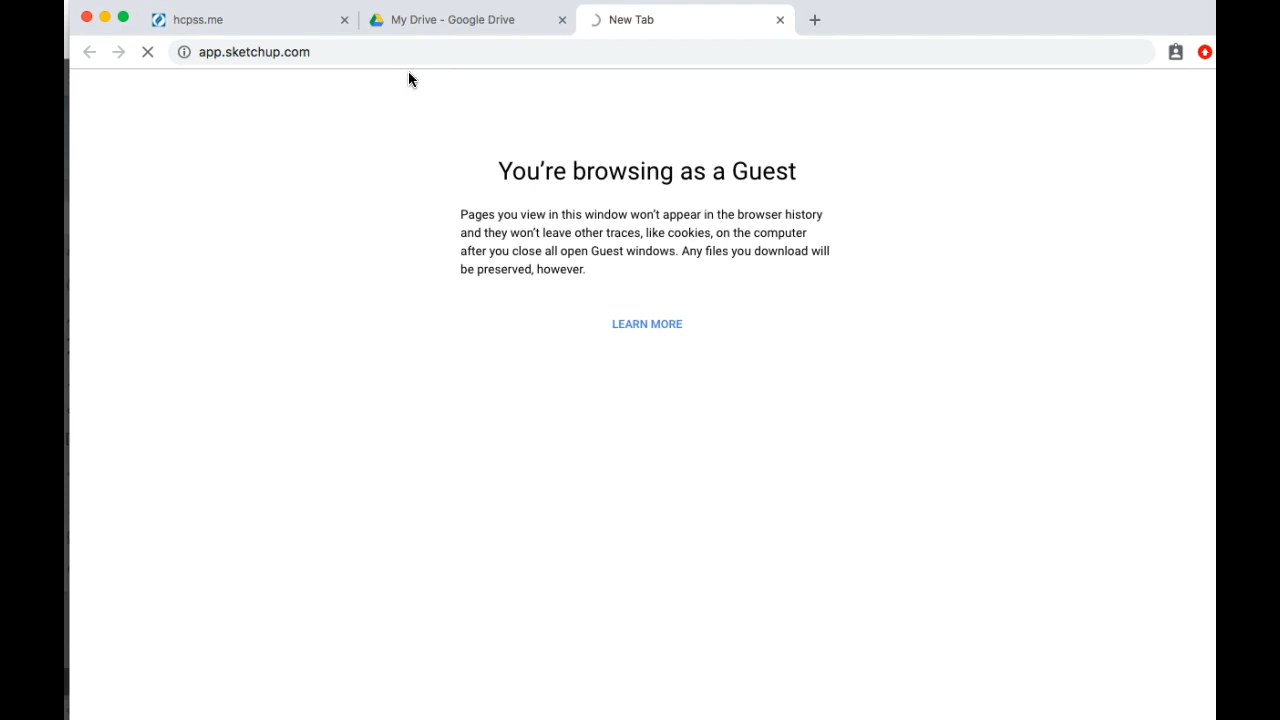 hcpss.me
My Drive - Google Drive
New Tab
app.sketchup.com
You’re browsing as a Guest
Pages you view in this window won’t appear in the browser history
and they won’t leave other traces, like cookies, on the computer
after you close all open Guest windows. Any files you download will
be preserved, however.
LEARN MORE